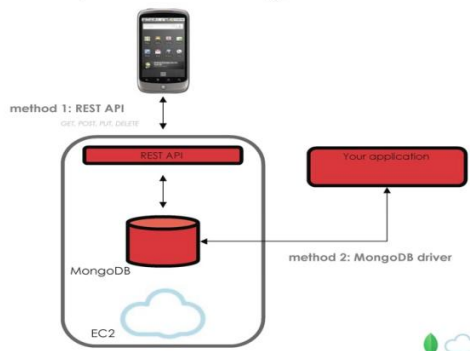 method 1: REST API
GET, POST, PUT, DELETE
REST API
Your application
method 2: MongoDB driver
MongoDB
EC2